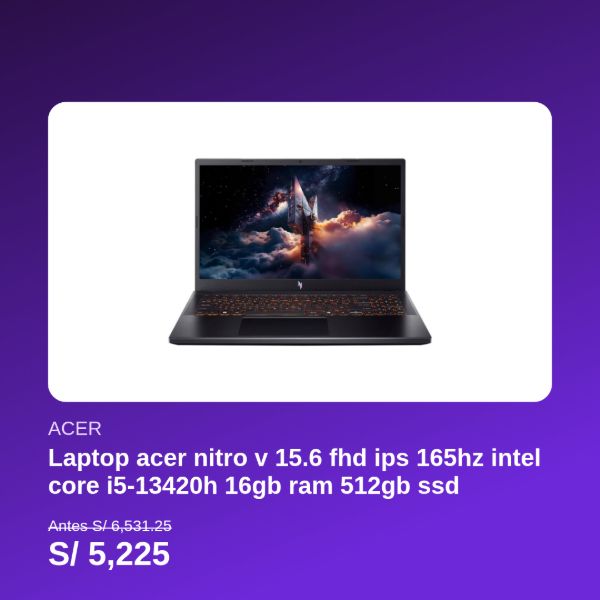 ACER
Laptop acer nitro v 15.6 fhd ips 165hz intel
core i5-13420h 16gb ram 512gb ssd
Antes S/ 6,531.25
S/ 5,225